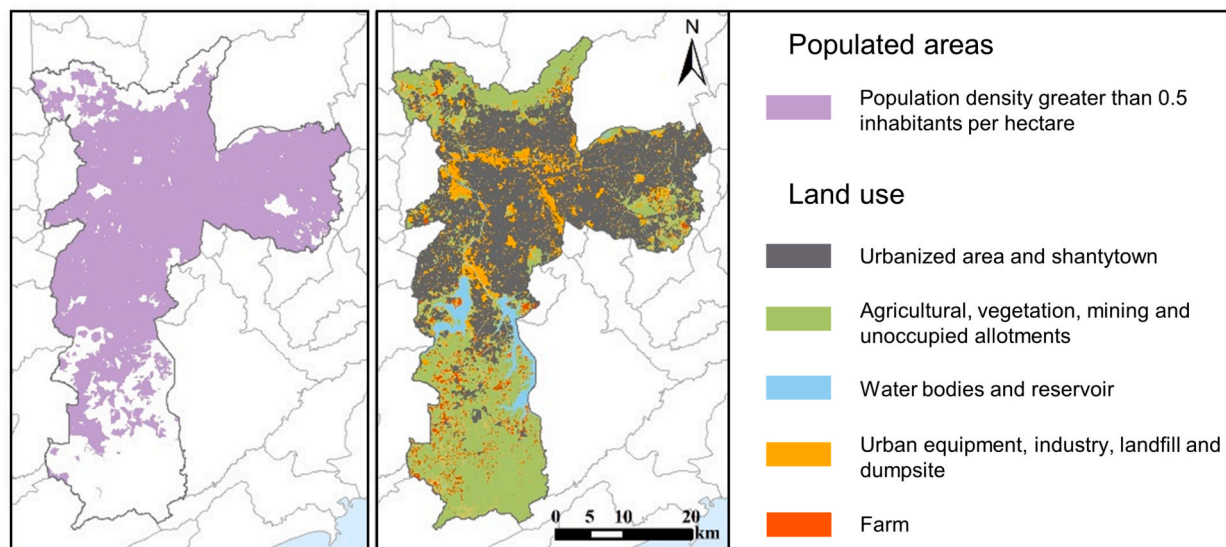 N
0 5 10 20
km
Populated areas
Population density greater than 0.5
inhabitants per hectare
Land use
Urbanized area and shantytown
Agricultural, vegetation, mining and
unoccupied allotments
Water bodies and reservoir
Urban equipment, industry, landfill and
dumpsite
Farm